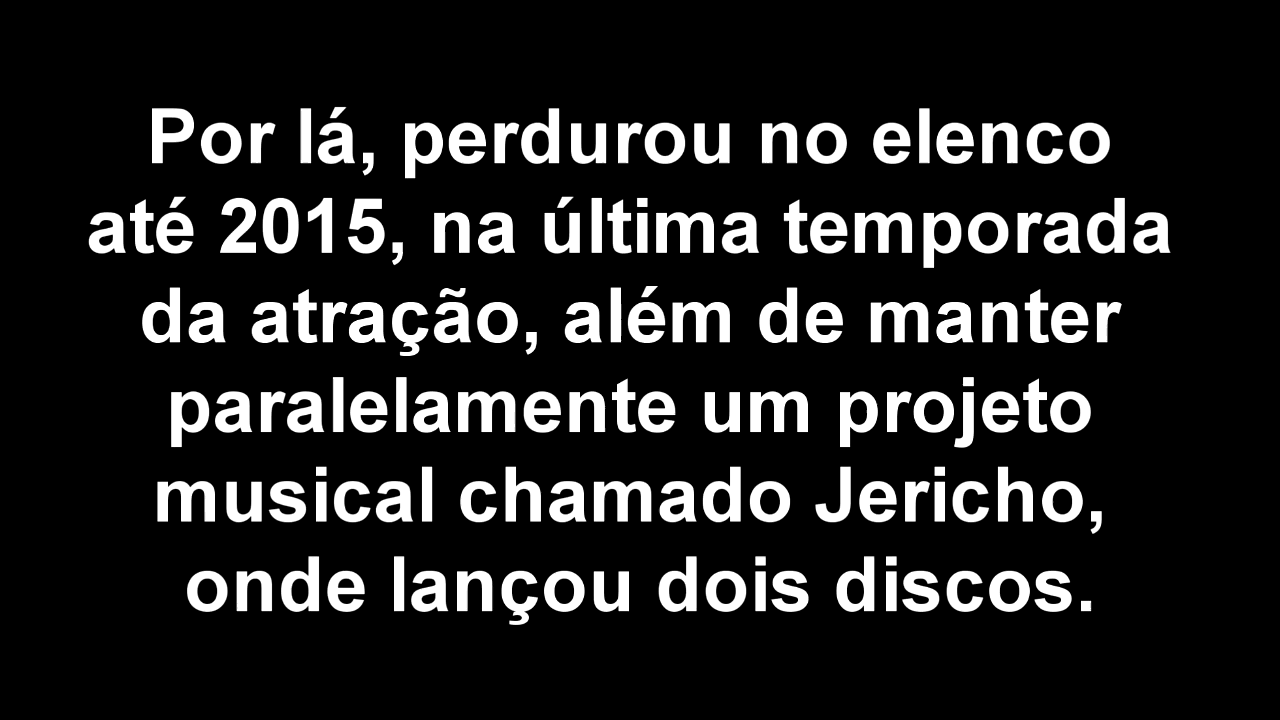 Por lá, perdurou no elenco
até 2015, na última temporada
da atração, além de manter
paralelamente um projeto
musical chamado Jericho,
onde lançou dois discos.